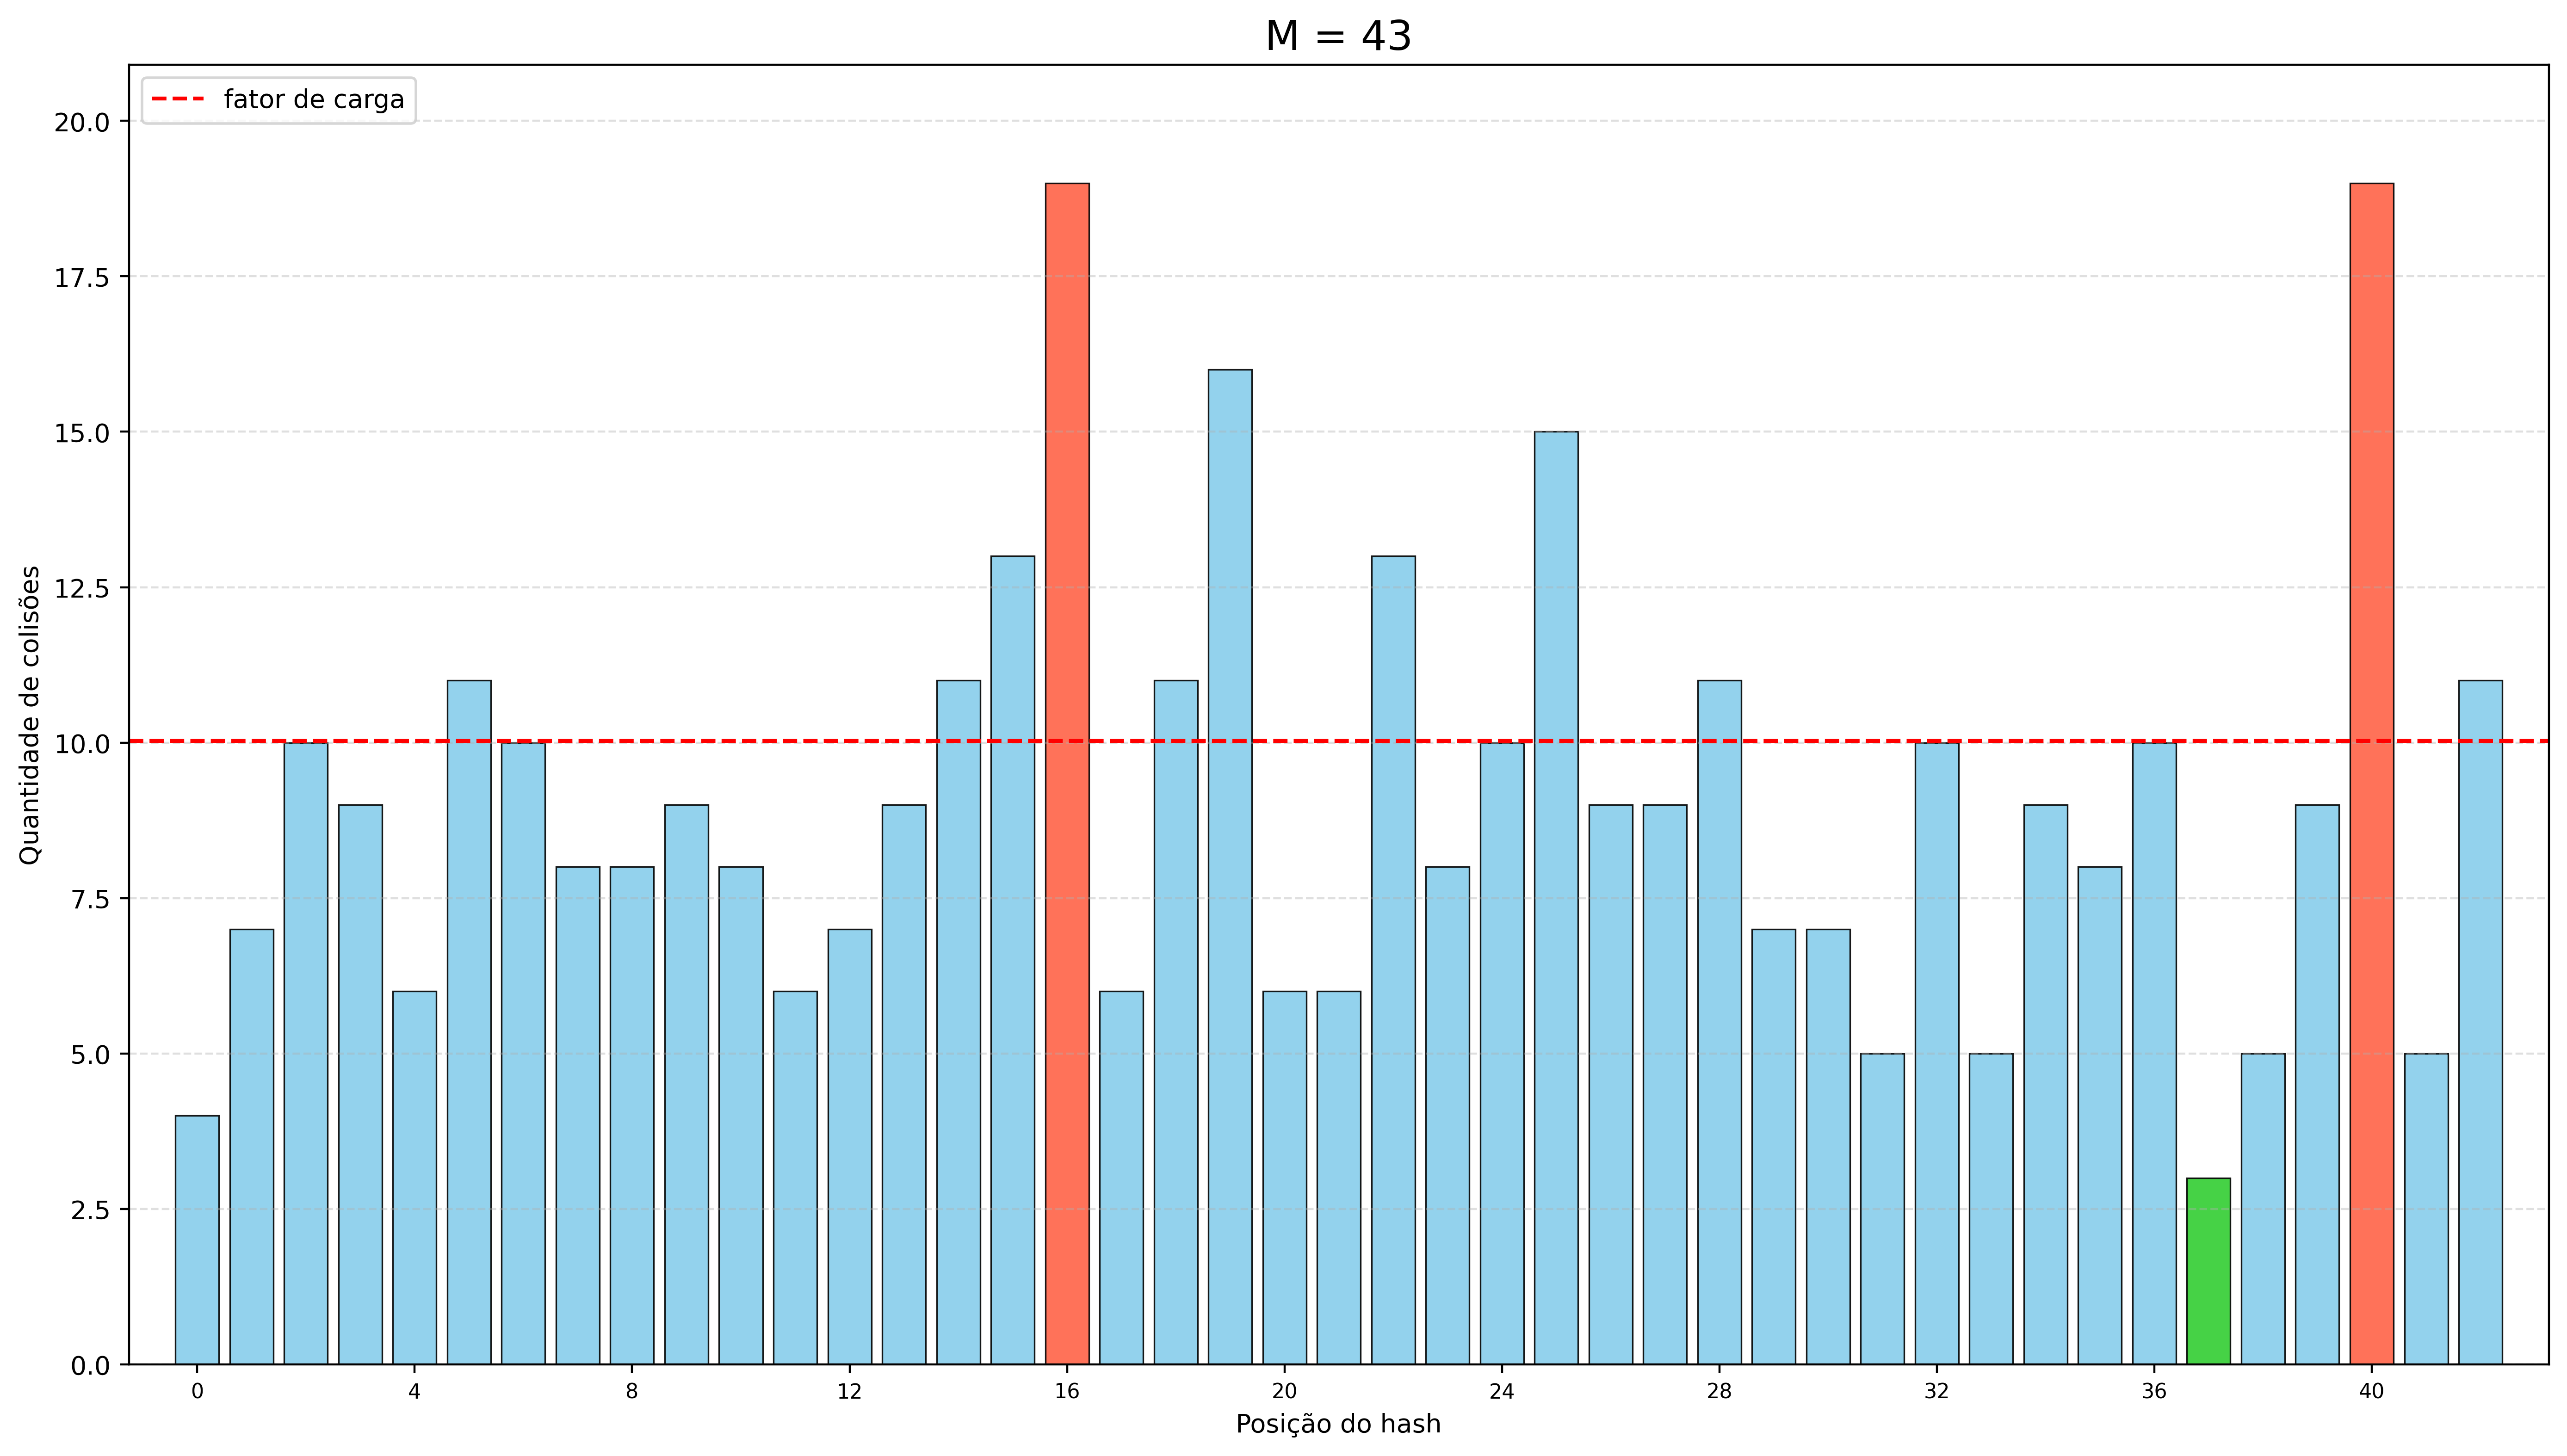 M = 43
fator de carga
20.0
17.5
15.0
12.5
10.0
7.5
5.0
2.5
0.0
Quantidade de colisões
0 4 8 12 16 20 24 28 32 36 40
Posição do hash